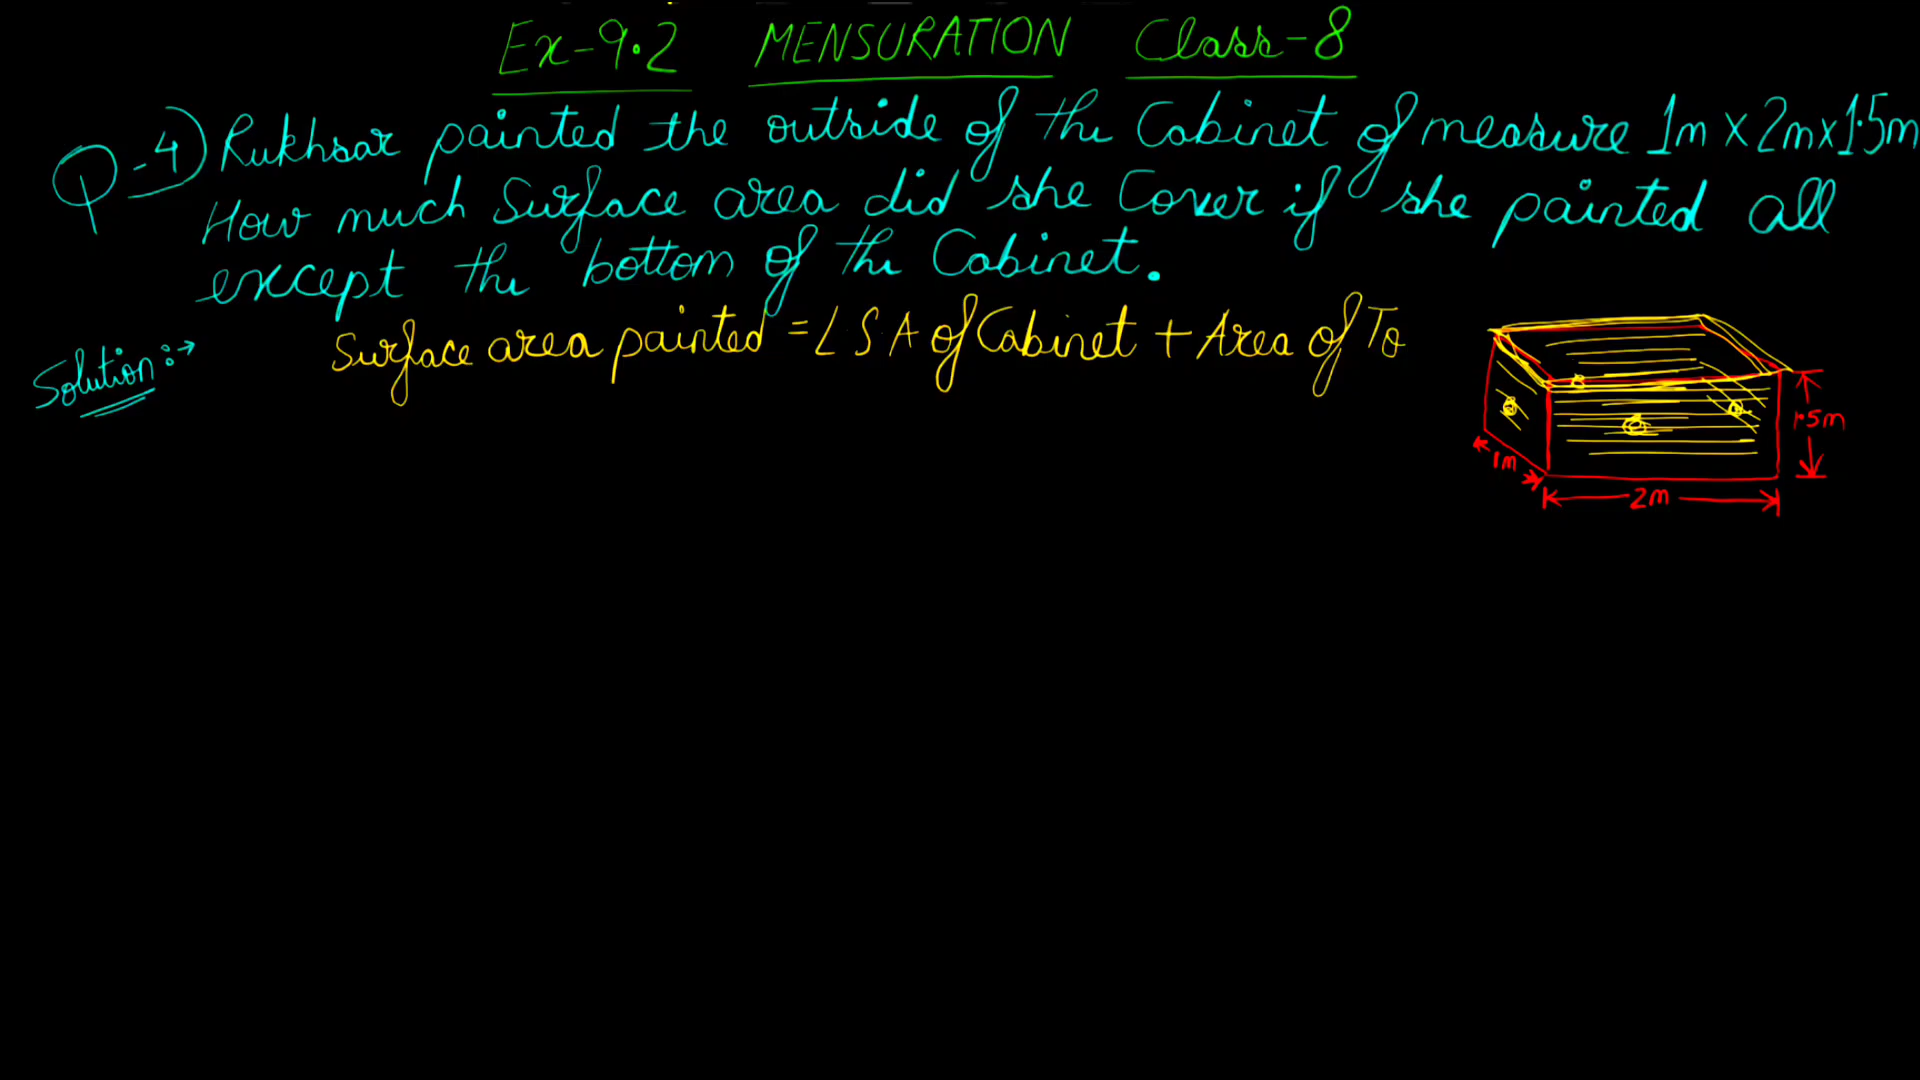 Ex-9.2 MENSURATION Class-8
Q-4) Rukhsar painted the outside of the Cabinet of measure 1m x 2m x 1.5m
How much Surface area did she Cover if she painted all
except the bottom of the Cabinet.
Solution:→ Surface area painted = LSA of Cabinet + Area of To
1.5m
1m
2m